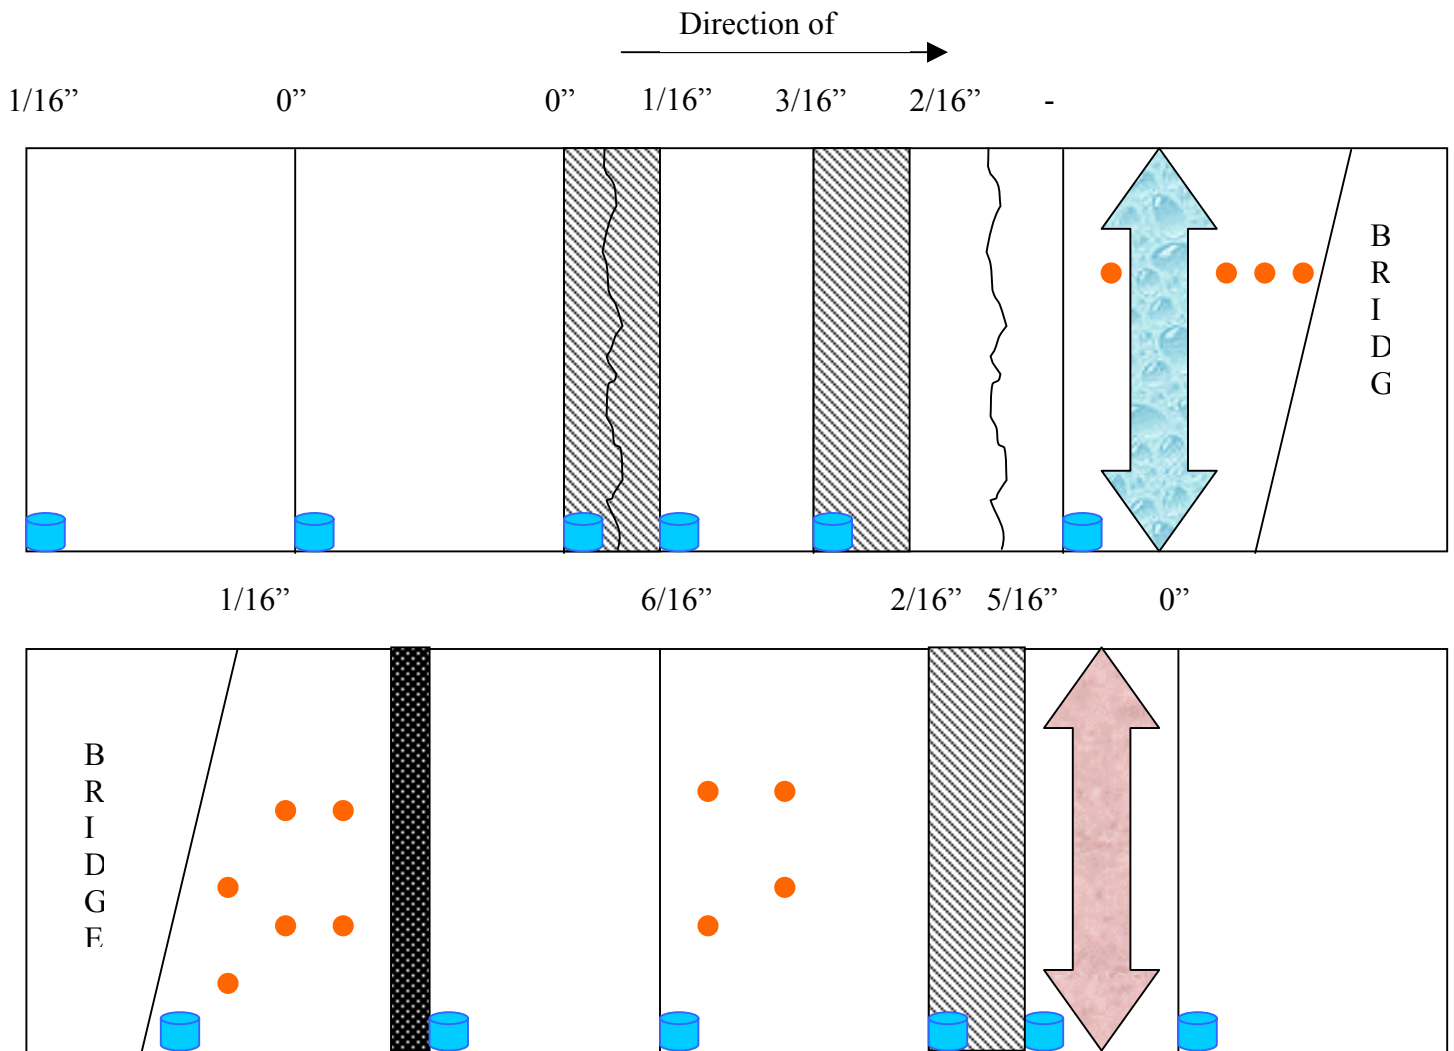 Direction of
1/16” 0” 0” 1/16” 3/16” 2/16” -
B
R
I
D
G
1/16” 6/16” 2/16” 5/16” 0”
B
R
I
D
G
E